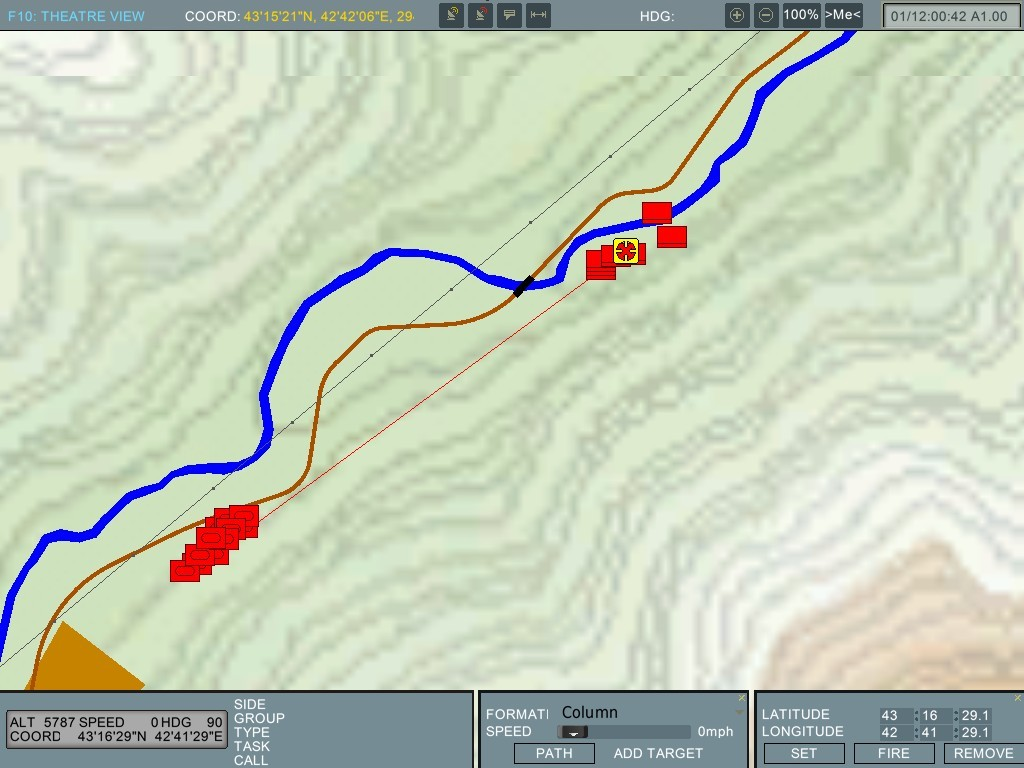 F10: THEATRE VIEW COORD: 43'15'21"N, 42'42'06"E, 29 HDG: 100% >Me< 01/12:00:42 A1.00
ALT 5787 SPEED 0 HDG 90
COORD 43'16'29"N 42'41'29"E
SIDE
GROUP
TYPE
TASK
CALL
FORMATI Column
SPEED 0mph
PATH ADD TARGET
LATITUDE 43 : 16 : 29.1
LONGITUDE 42 : 41 : 29.1
SET FIRE REMOVE